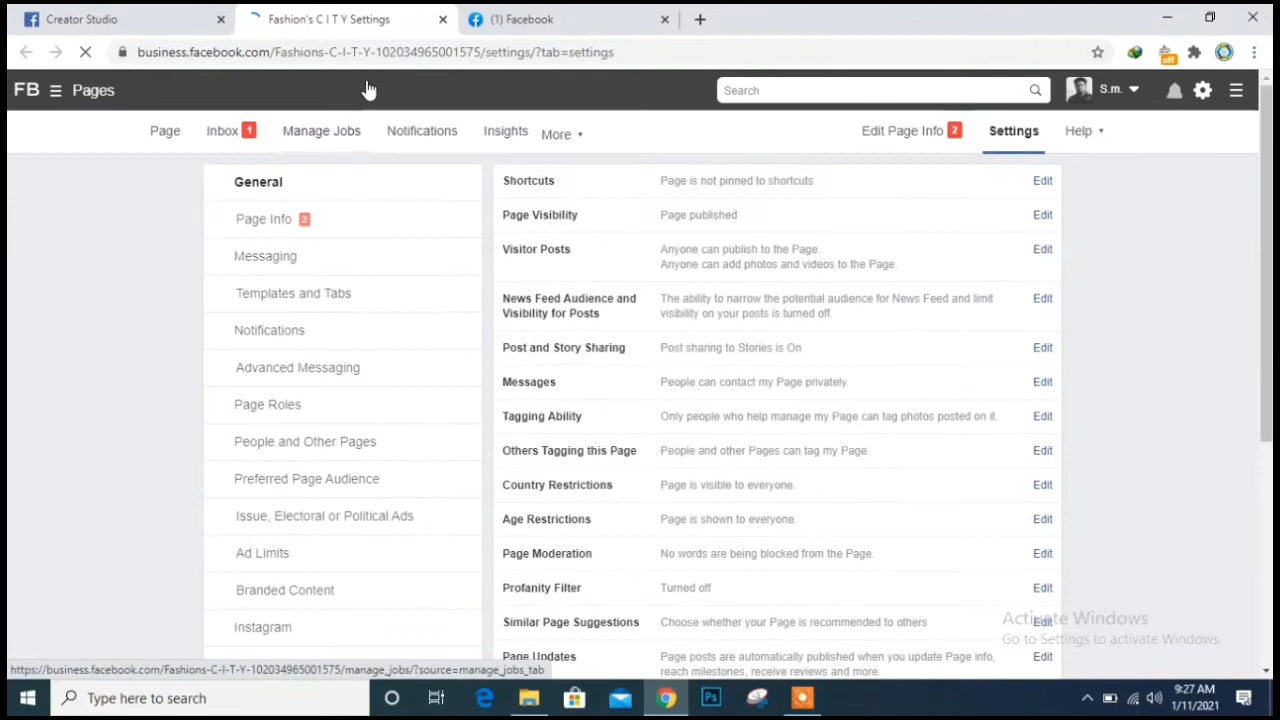 Creator Studio
Fashion's C I T Y Settings
(1) Facebook
business.facebook.com/Fashions-C-I-T-Y-102034965001575/settings/?tab=settings
off
FB Pages
Search
S.m.
Page
Inbox 1
Manage Jobs
Notifications
Insights
More
Edit Page Info 2
Settings
Help
General
Page Info 2
Messaging
Templates and Tabs
Notifications
Advanced Messaging
Page Roles
People and Other Pages
Preferred Page Audience
Issue, Electoral or Political Ads
Ad Limits
Branded Content
Instagram
Shortcuts Page is not pinned to shortcuts Edit
Page Visibility Page published Edit
Visitor Posts Anyone can publish to the Page. Edit
Anyone can add photos and videos to the Page.
News Feed Audience and The ability to narrow the potential audience for News Feed and limit Edit
Visibility for Posts visibility on your posts is turned off.
Post and Story Sharing Post sharing to Stories is On Edit
Messages People can contact my Page privately. Edit
Tagging Ability Only people who help manage my Page can tag photos posted on it. Edit
Others Tagging this Page People and other Pages can tag my Page. Edit
Country Restrictions Page is visible to everyone. Edit
Age Restrictions Page is shown to everyone. Edit
Page Moderation No words are being blocked from the Page. Edit
Profanity Filter Turned off Edit
Similar Page Suggestions Choose whether your Page is recommended to others Edit
Page Updates Page posts are automatically published when you update Page info, Edit
reach milestones, receive reviews and more.
Activate Windows
Go to Settings to activate Windows.
https://business.facebook.com/Fashions-C-I-T-Y-102034965001575/manage_jobs/?source=manage_jobs_tab
Type here to search
Ps
9:27 AM
1/11/2021